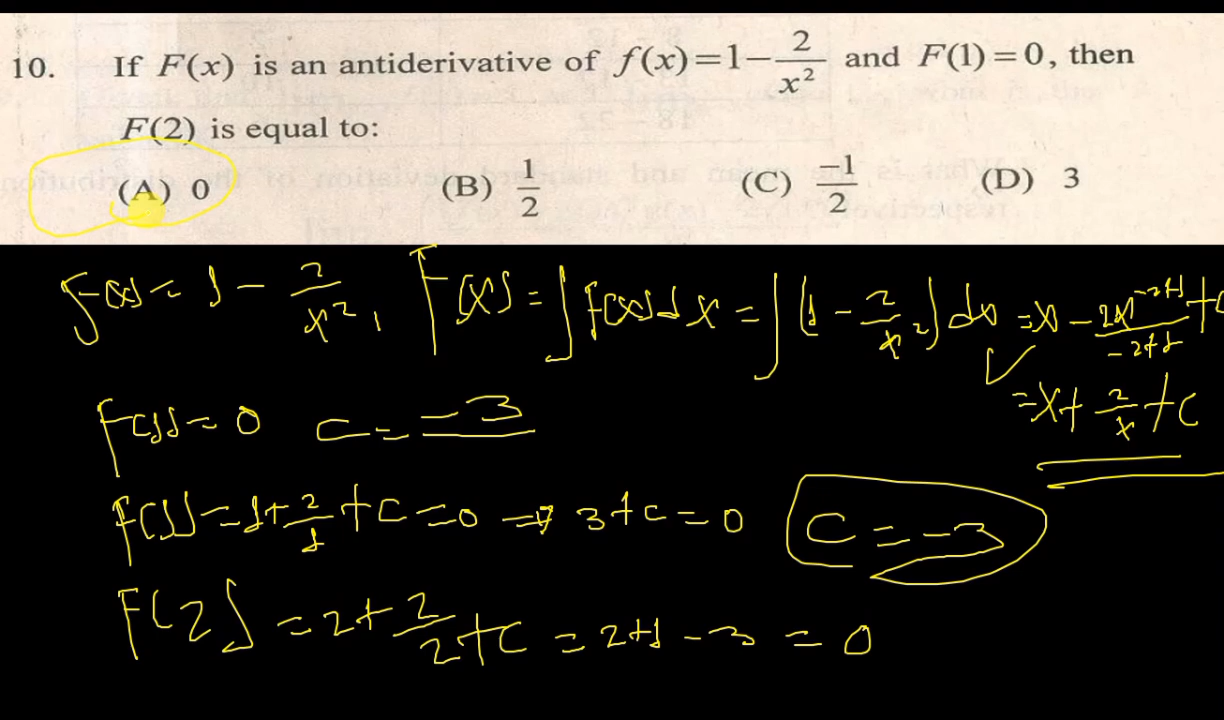 10. If F(x) is an antiderivative of f(x)=1-2/x² and F(1)=0, then
F(2) is equal to:
(A) 0 (B) 1/2 (C) -1/2 (D) 3
f(x) = 1 - 2/x², F(x) = ∫f(x)dx = ∫(1 - 2/x²)dx = x - 2x^(-2+1)/(-2+1) + c
= x + 2/x + c
F(1) = 0 c = -3
F(1) = 1 + 2/1 + c = 0 ⇒ 3 + c = 0 c = -3
F(2) = 2 + 2/2 + c = 2+1 - 3 = 0